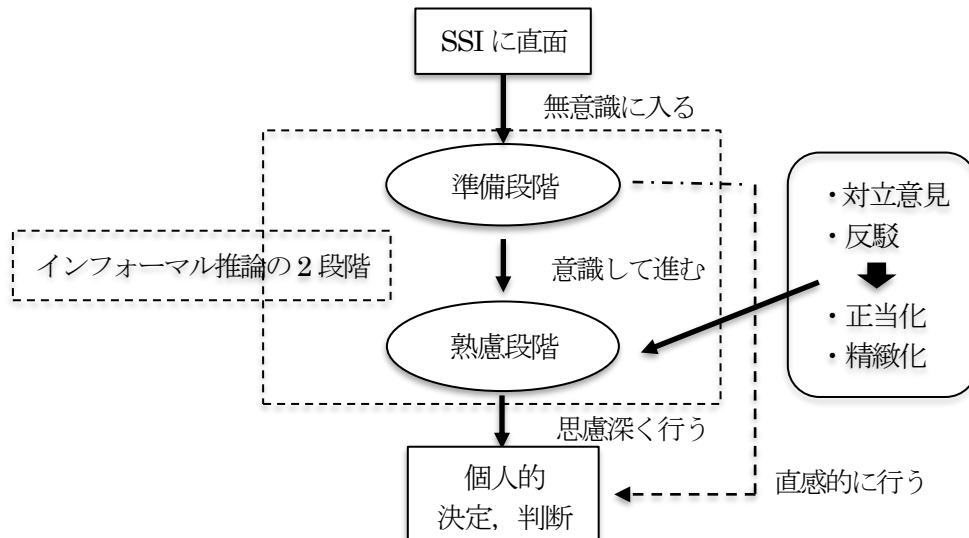 SSI に直面
無意識に入る
準備段階
・対立意見
・反駁
インフォーマル推論の 2 段階
意識して進む
・正当化
・精緻化
熟慮段階
思慮深く行う
個人的
決定，判断
直感的に行う